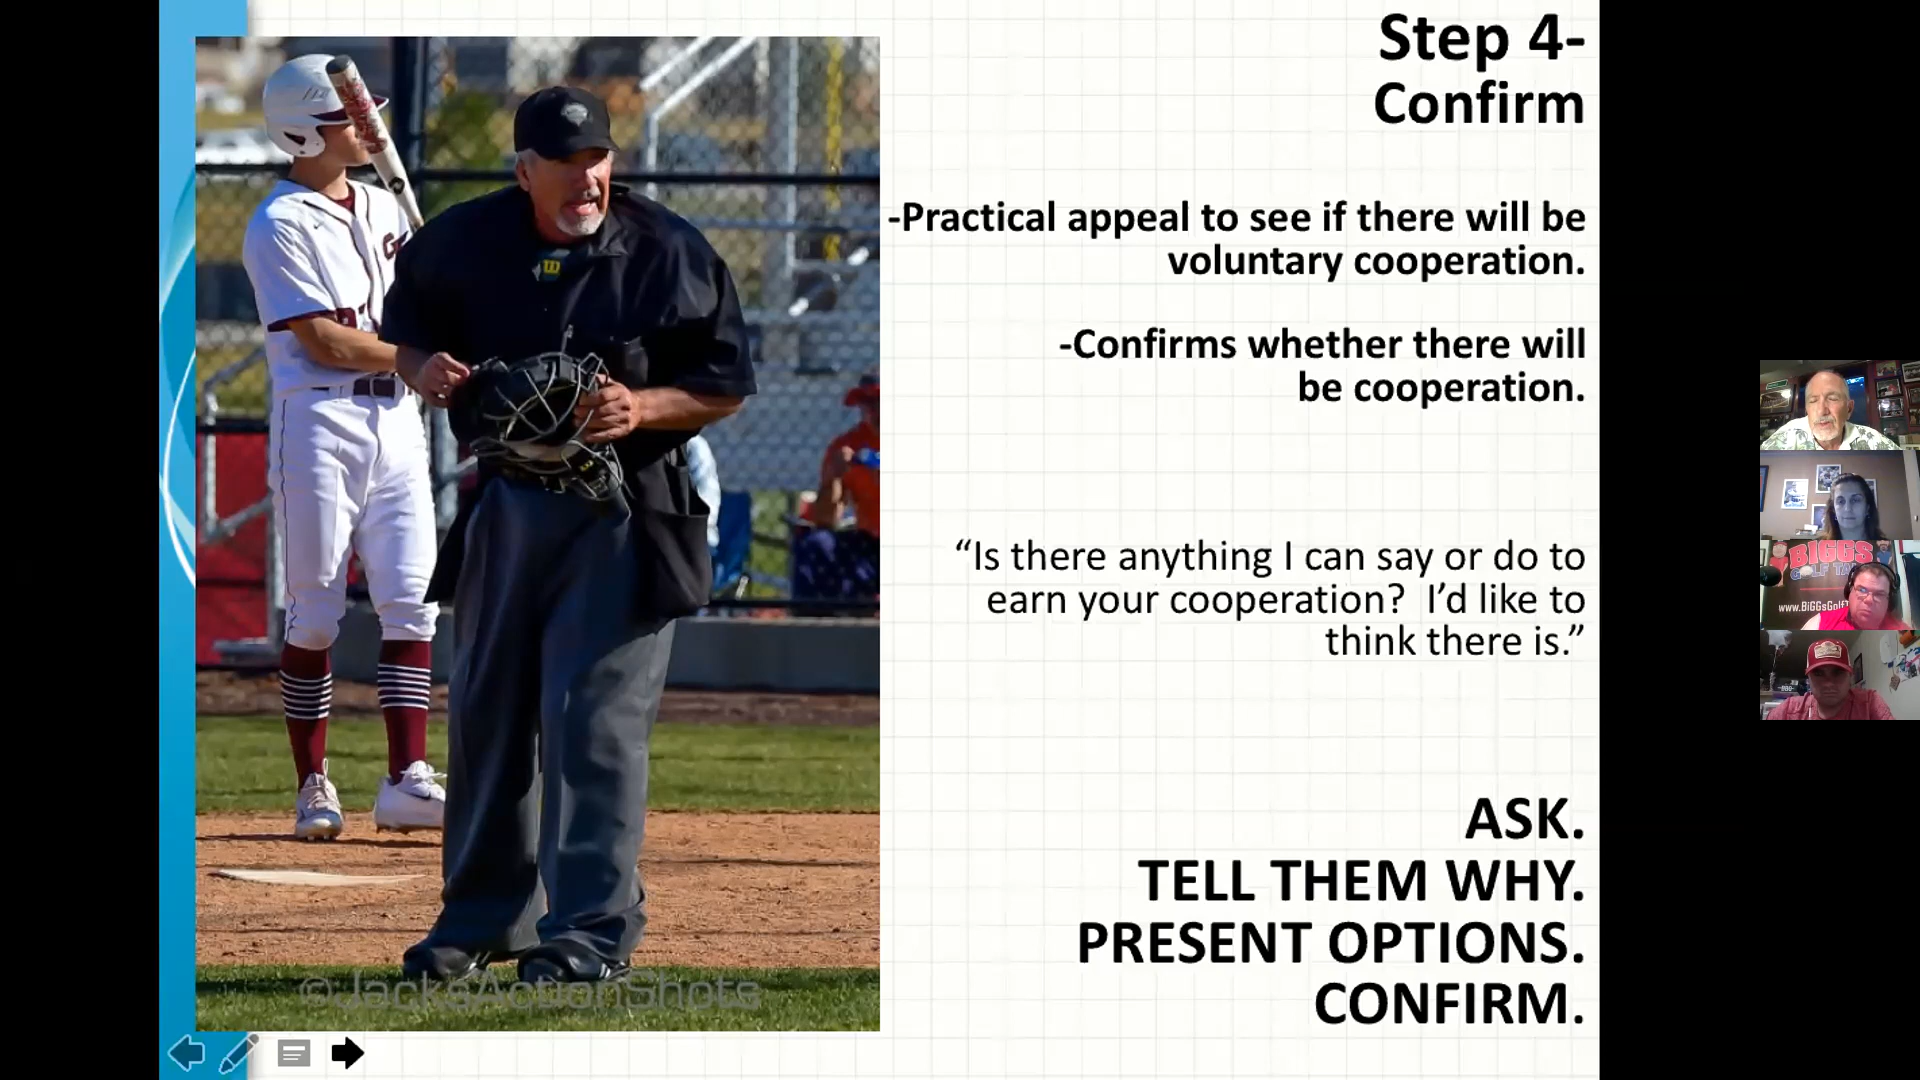 Step 4-
Confirm
-Practical appeal to see if there will be
voluntary cooperation.
-Confirms whether there will
be cooperation.
“Is there anything I can say or do to
earn your cooperation?  I’d like to
think there is.”
ASK.
TELL THEM WHY.
PRESENT OPTIONS.
CONFIRM.
©JacksActionShots
BIGGS